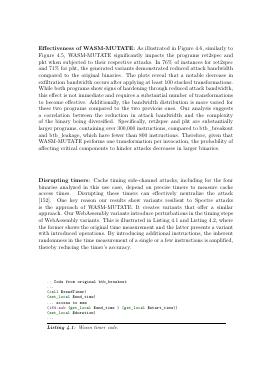 Effectiveness of WASM-MUTATE: As illustrated in Figure 4.4, similarly to
Figure 4.5, WASM-MUTATE significantly impacts the programs ret2spec and
pht when subjected to their respective attacks. In 76% of instances for ret2spec
and 71% for pht, the generated variants demonstrated reduced attack bandwidth
compared to the original binaries. The plots reveal that a notable decrease in
exfiltration bandwidth occurs after applying at least 100 stacked transformations.
While both programs show signs of hardening through reduced attack bandwidth,
this effect is not immediate and requires a substantial number of transformations
to become effective. Additionally, the bandwidth distribution is more varied for
these two programs compared to the two previous ones. Our analysis suggests
a correlation between the reduction in attack bandwidth and the complexity
of the binary being diversified. Specifically, ret2spec and pht are substantially
larger programs, containing over 300,000 instructions, compared to btb_breakout
and btb_leakage, which have fewer than 800 instructions. Therefore, given that
WASM-MUTATE performs one transformation per invocation, the probability of
affecting critical components to hinder attacks decreases in larger binaries.
Disrupting timers: Cache timing side-channel attacks, including for the four
binaries analyzed in this use case, depend on precise timers to measure cache
access times. Disrupting these timers can effectively neutralize the attack
[152]. One key reason our results show variants resilient to Spectre attacks
is the approach of WASM-MUTATE. It creates variants that offer a similar
approach. Our WebAssembly variants introduce perturbations in the timing steps
of WebAssembly variants. This is illustrated in Listing 4.1 and Listing 4.2, where
the former shows the original time measurement and the latter presents a variant
with introduced operations. By introducing additional instructions, the inherent
randomness in the time measurement of a single or a few instructions is amplified,
thereby reducing the timer's accuracy.
Code from original btb_breakout
(call $readTimer)
(set_local $end_time)
... access to mem
(i64.sub (get_local $end_time ) (get_local $start_time))
(set_local $duration)
Listing 4.1: Wasm timer code.